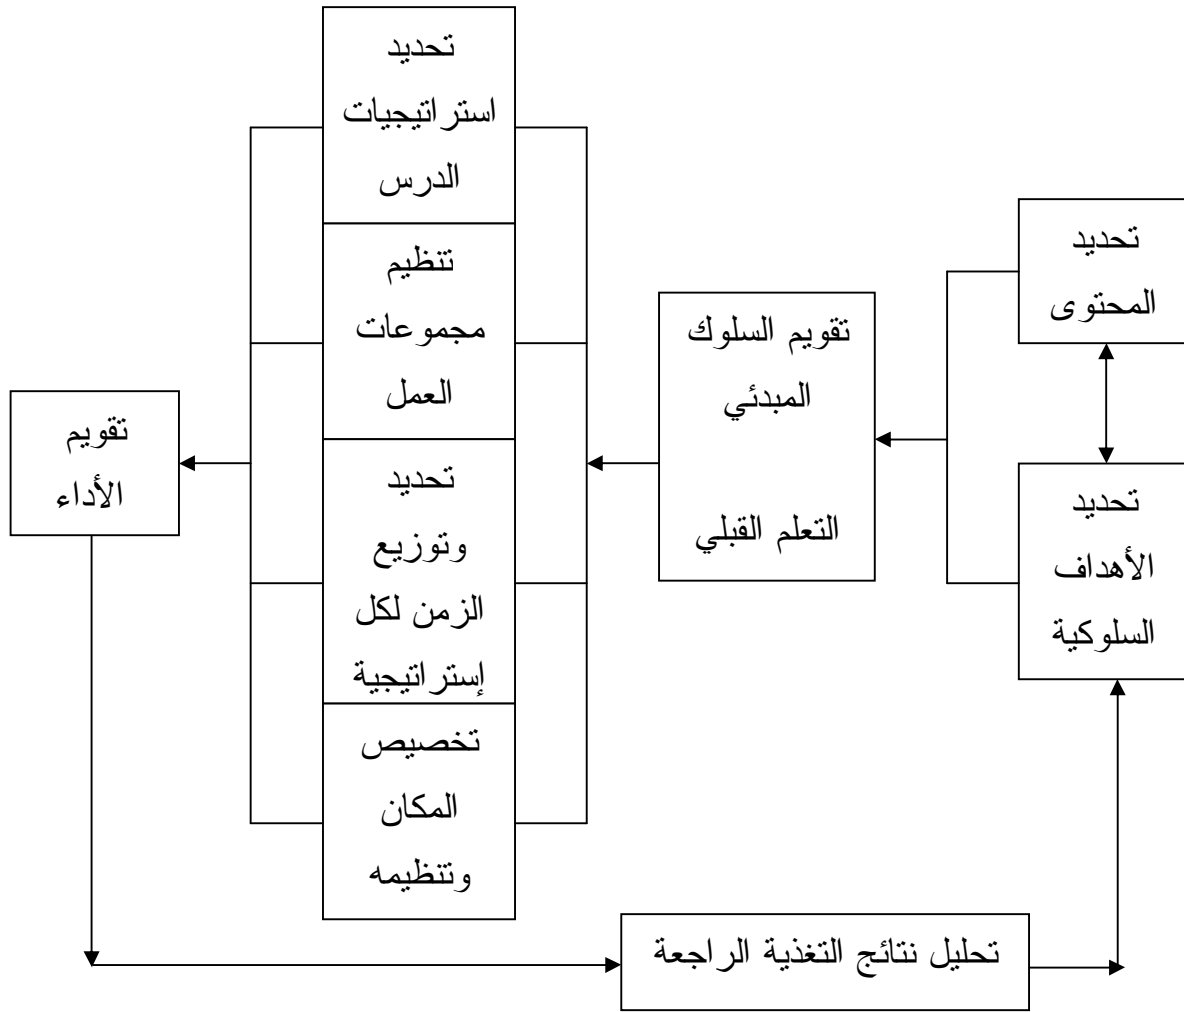 تحديد
المحتوى
تحديد
الأهداف
السلوكية
تقويم السلوك
المبدئي
التعلم القبلي
تحديد
استراتيجيات
الدرس
تنظيم
مجموعات
العمل
تحديد
وتوزيع
الزمن لكل
إستراتيجية
تخصيص
المكان
وتنظيمه
تقويم
الأداء
تحليل نتائج التغذية الراجعة